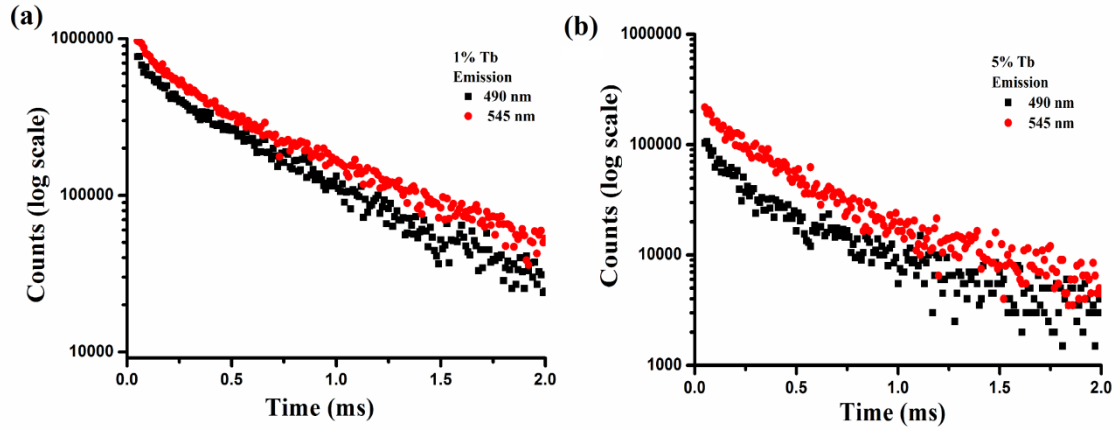 (a)
1000000
100000
10000
Counts (log scale)
1% Tb
Emission
490 nm
545 nm
0.0 0.5 1.0 1.5 2.0
Time (ms)
(b)
1000000
100000
10000
1000
Counts (log scale)
5% Tb
Emission
490 nm
545 nm
0.0 0.5 1.0 1.5 2.0
Time (ms)